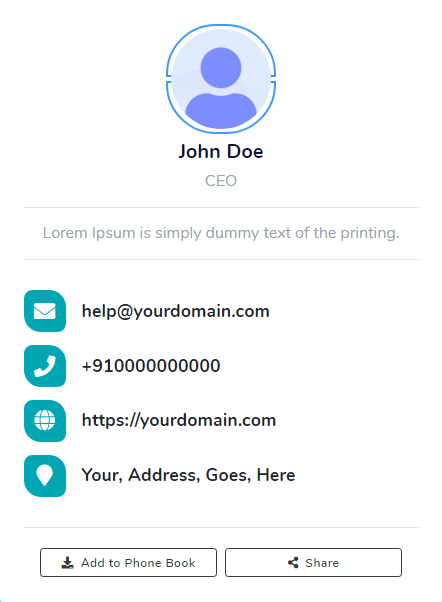 John Doe
CEO
Lorem Ipsum is simply dummy text of the printing.
help@yourdomain.com
+910000000000
https://yourdomain.com
Your, Address, Goes, Here
Add to Phone Book
Share